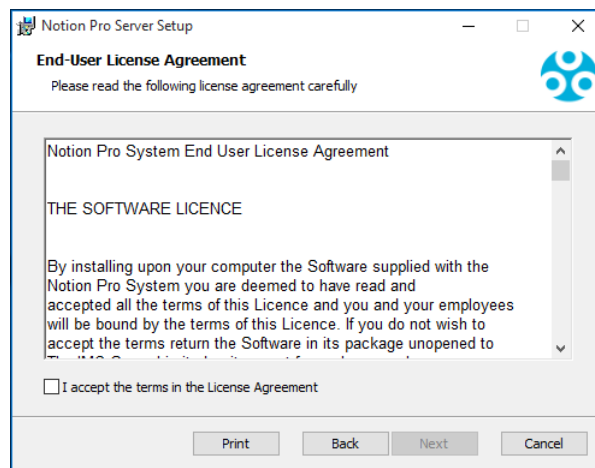 Notion Pro Server Setup
End-User License Agreement
Please read the following license agreement carefully
Notion Pro System End User License Agreement
THE SOFTWARE LICENCE
By installing upon your computer the Software supplied with the
Notion Pro System you are deemed to have read and
accepted all the terms of this Licence and you and your employees
will be bound by the terms of this Licence. If you do not wish to
accept the terms return the Software in its package unopened to
I accept the terms in the License Agreement
Print Back Next Cancel